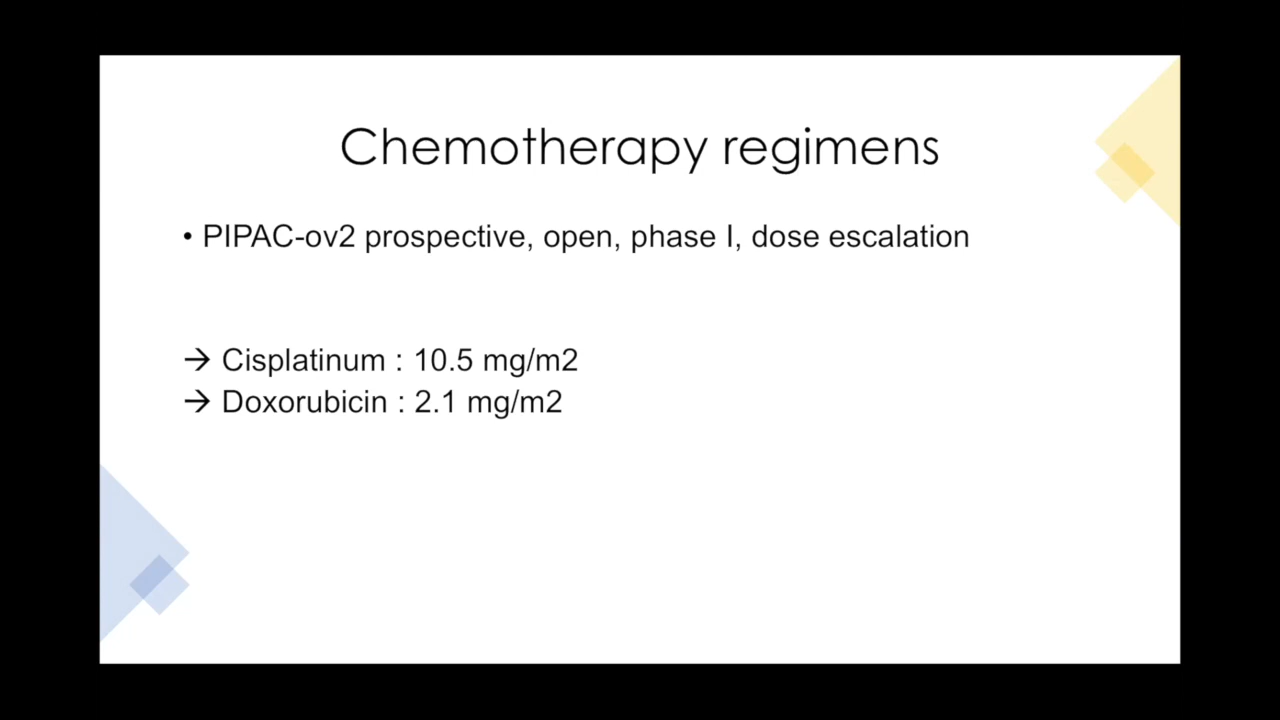 Chemotherapy regimens
• PIPAC-ov2 prospective, open, phase I, dose escalation
→ Cisplatinum : 10.5 mg/m2
→ Doxorubicin : 2.1 mg/m2